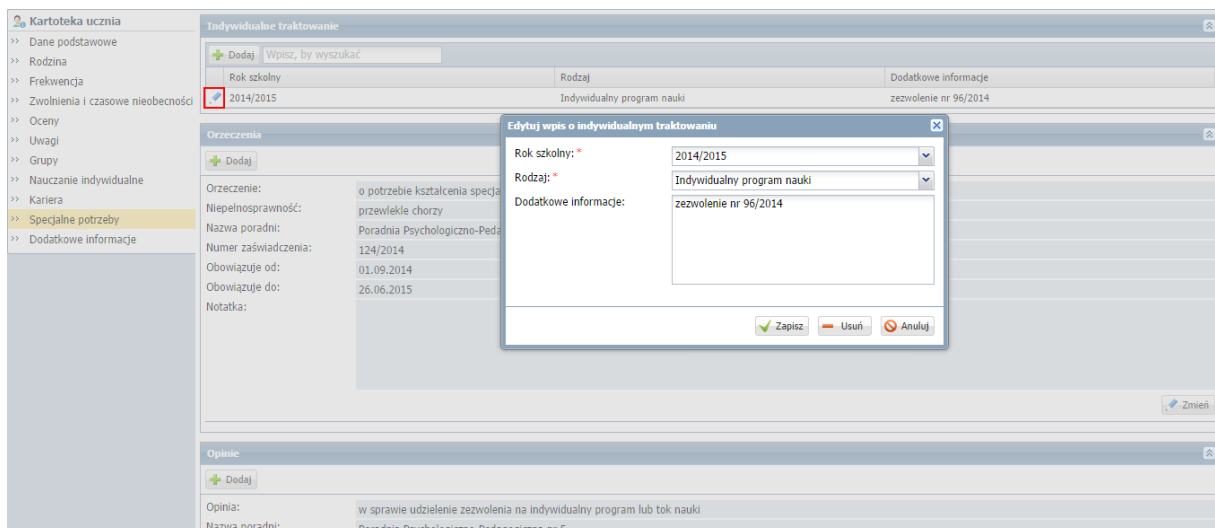 Kartoteka ucznia
>> Dane podstawowe
>> Rodzina
>> Frekwencja
>> Zwolnienia i czasowe nieobecności
>> Oceny
>> Uwagi
>> Grupy
>> Nauczanie indywidualne
>> Kariera
>> Specjalne potrzeby
>> Dodatkowe informacje
Indywidualne traktowanie
Dodaj Wpisz, by wyszukać
Rok szkolny Rodzaj Dodatkowe informacje
2014/2015 Indywidualny program nauki zezwolenie nr 96/2014
Orzeczenia
Dodaj
Orzeczenie: o potrzebie kształcenia specja
Niepełnosprawność: przewlekle chorzy
Nazwa poradni: Poradnia Psychologiczno-Peda
Numer zaświadczenia: 124/2014
Obowiązuje od: 01.09.2014
Obowiązuje do: 26.06.2015
Notatka:
Zmień
Edytuj wpis o indywidualnym traktowaniu
Rok szkolny: * 2014/2015
Rodzaj: * Indywidualny program nauki
Dodatkowe informacje: zezwolenie nr 96/2014
Zapisz Usuń Anuluj
Opinie
Dodaj
Opinia: w sprawie udzielenie zezwolenia na indywidualny program lub tok nauki
Nazwa poradni: Poradnia Psychologiczno-Pedagogiczna nr 5